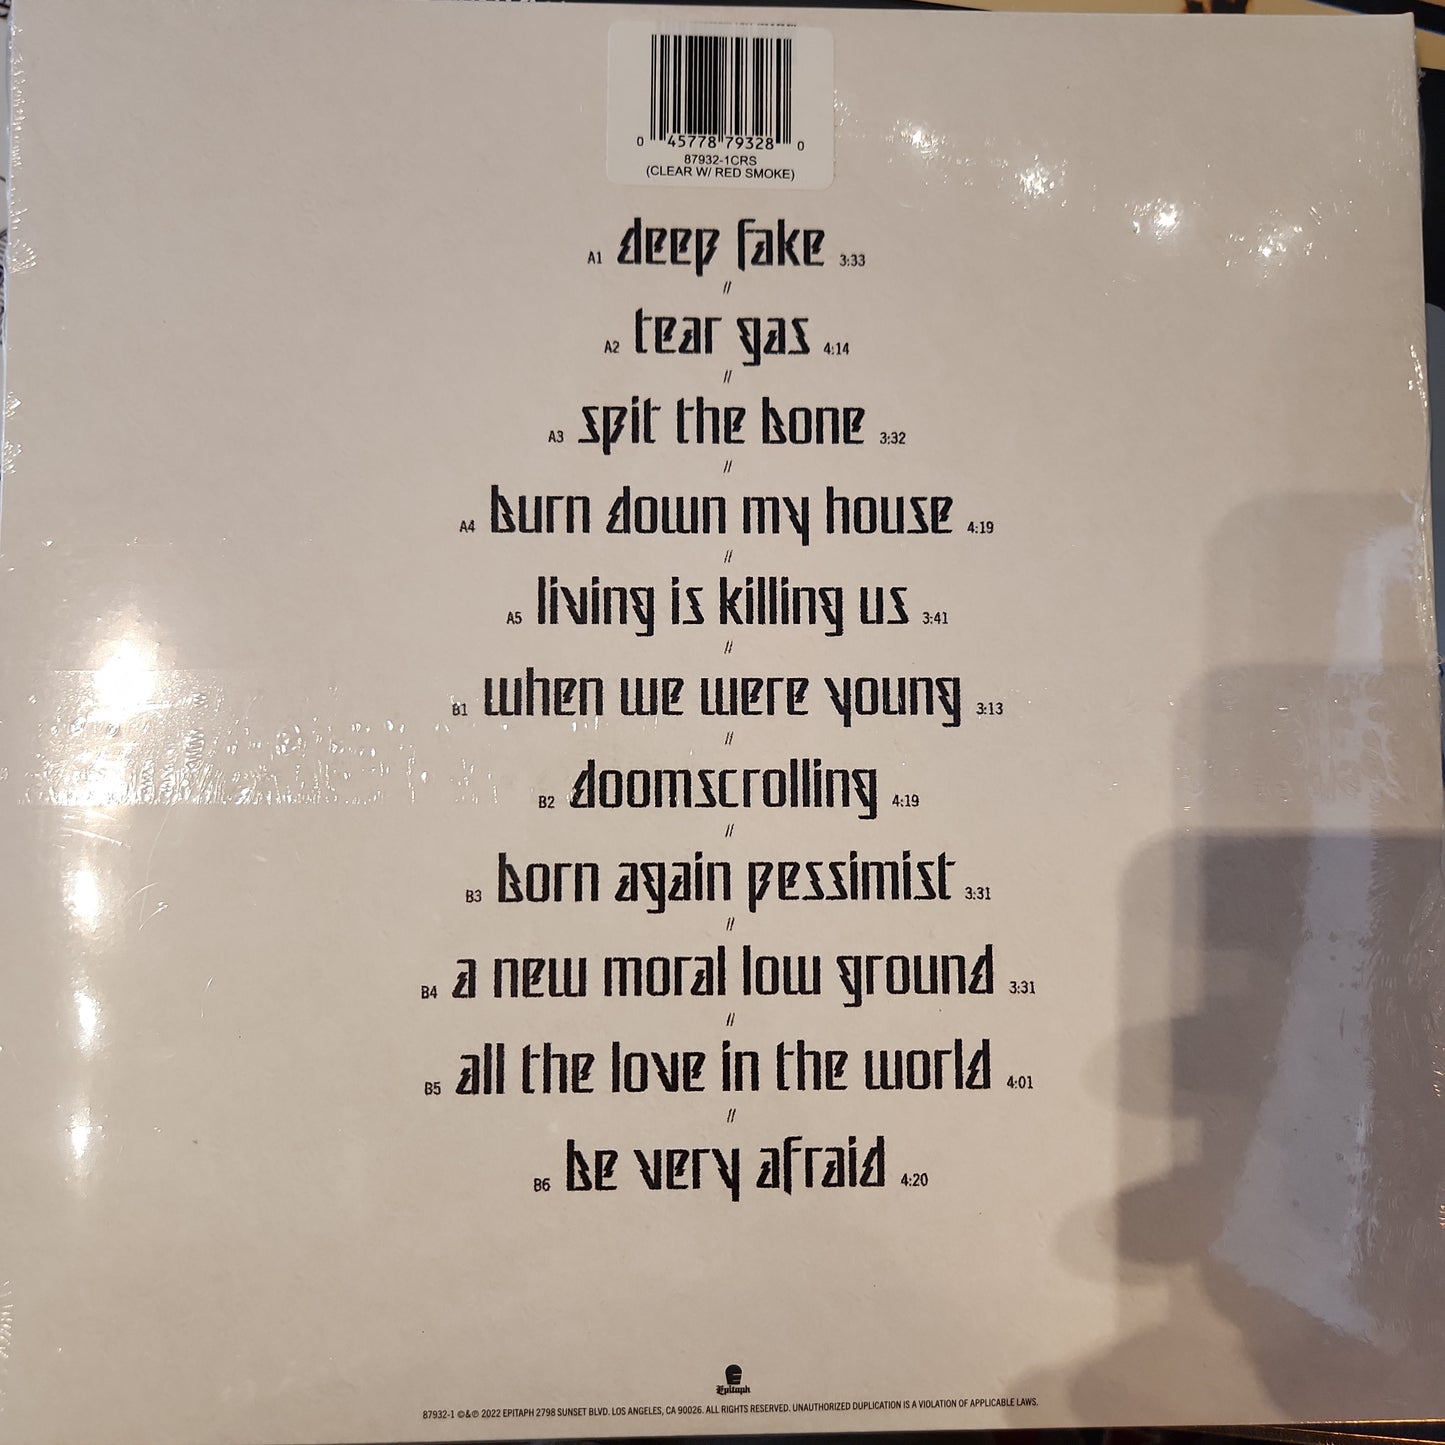 0 45778 79328 0
87932-1CRS
(CLEAR W/ RED SMOKE)
A1 deep fake 3:33
//
A2 tear gas 4:14
//
A3 spit the bone 3:32
//
A4 burn down my house 4:19
//
A5 living is killing us 3:41
//
B1 when we were young 3:13
//
B2 doomscrolling 4:19
//
B3 born again pessimist 3:31
//
B4 a new moral low ground 3:31
//
B5 all the love in the world 4:01
//
B6 be very afraid 4:20
Epitaph
87932-1 ©&℗ 2022 EPITAPH 2798 SUNSET BLVD. LOS ANGELES, CA 90026. ALL RIGHTS RESERVED. UNAUTHORIZED DUPLICATION IS A VIOLATION OF APPLICABLE LAWS.